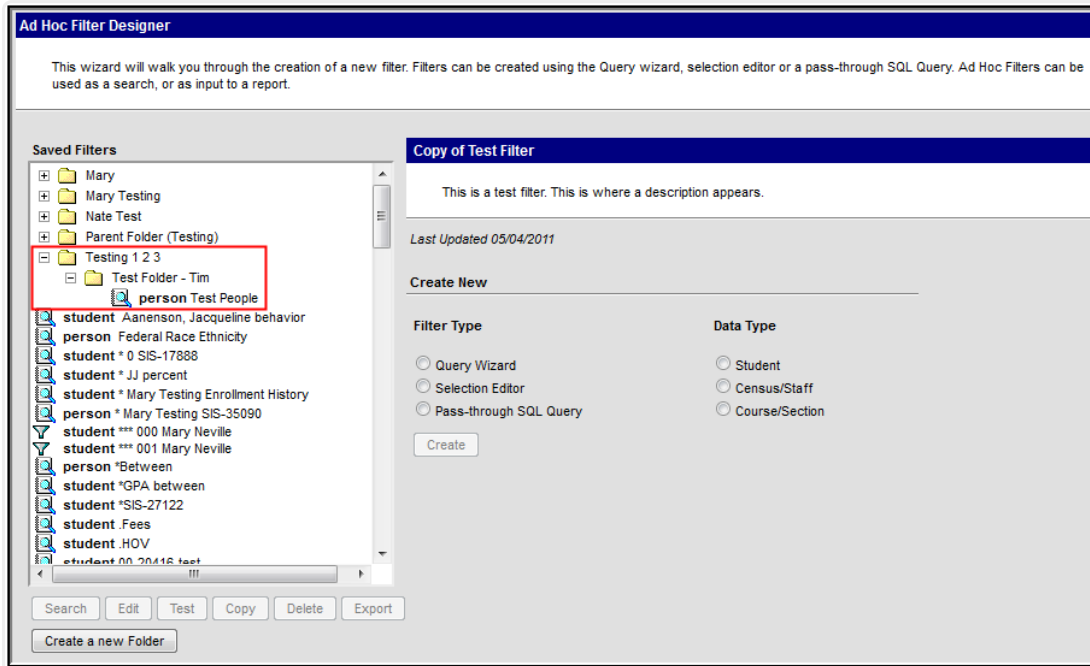 Ad Hoc Filter Designer
This wizard will walk you through the creation of a new filter. Filters can be created using the Query wizard, selection editor or a pass-through SQL Query. Ad Hoc Filters can be
used as a search, or as input to a report.
Saved Filters
Mary
Mary Testing
Nate Test
Parent Folder (Testing)
Testing 1 2 3
Test Folder - Tim
person Test People
student Aanenson, Jacqueline behavior
person Federal Race Ethnicity
student * 0 SIS-17888
student * JJ percent
student * Mary Testing Enrollment History
person * Mary Testing SIS-35090
student *** 000 Mary Neville
student *** 001 Mary Neville
person *Between
student *GPA between
student *SIS-27122
student .Fees
student .HOV
student 00-20416 test
Search Edit Test Copy Delete Export
Create a new Folder
Copy of Test Filter
This is a test filter. This is where a description appears.
Last Updated 05/04/2011
Create New
Filter Type Data Type
Query Wizard Student
Selection Editor Census/Staff
Pass-through SQL Query Course/Section
Create